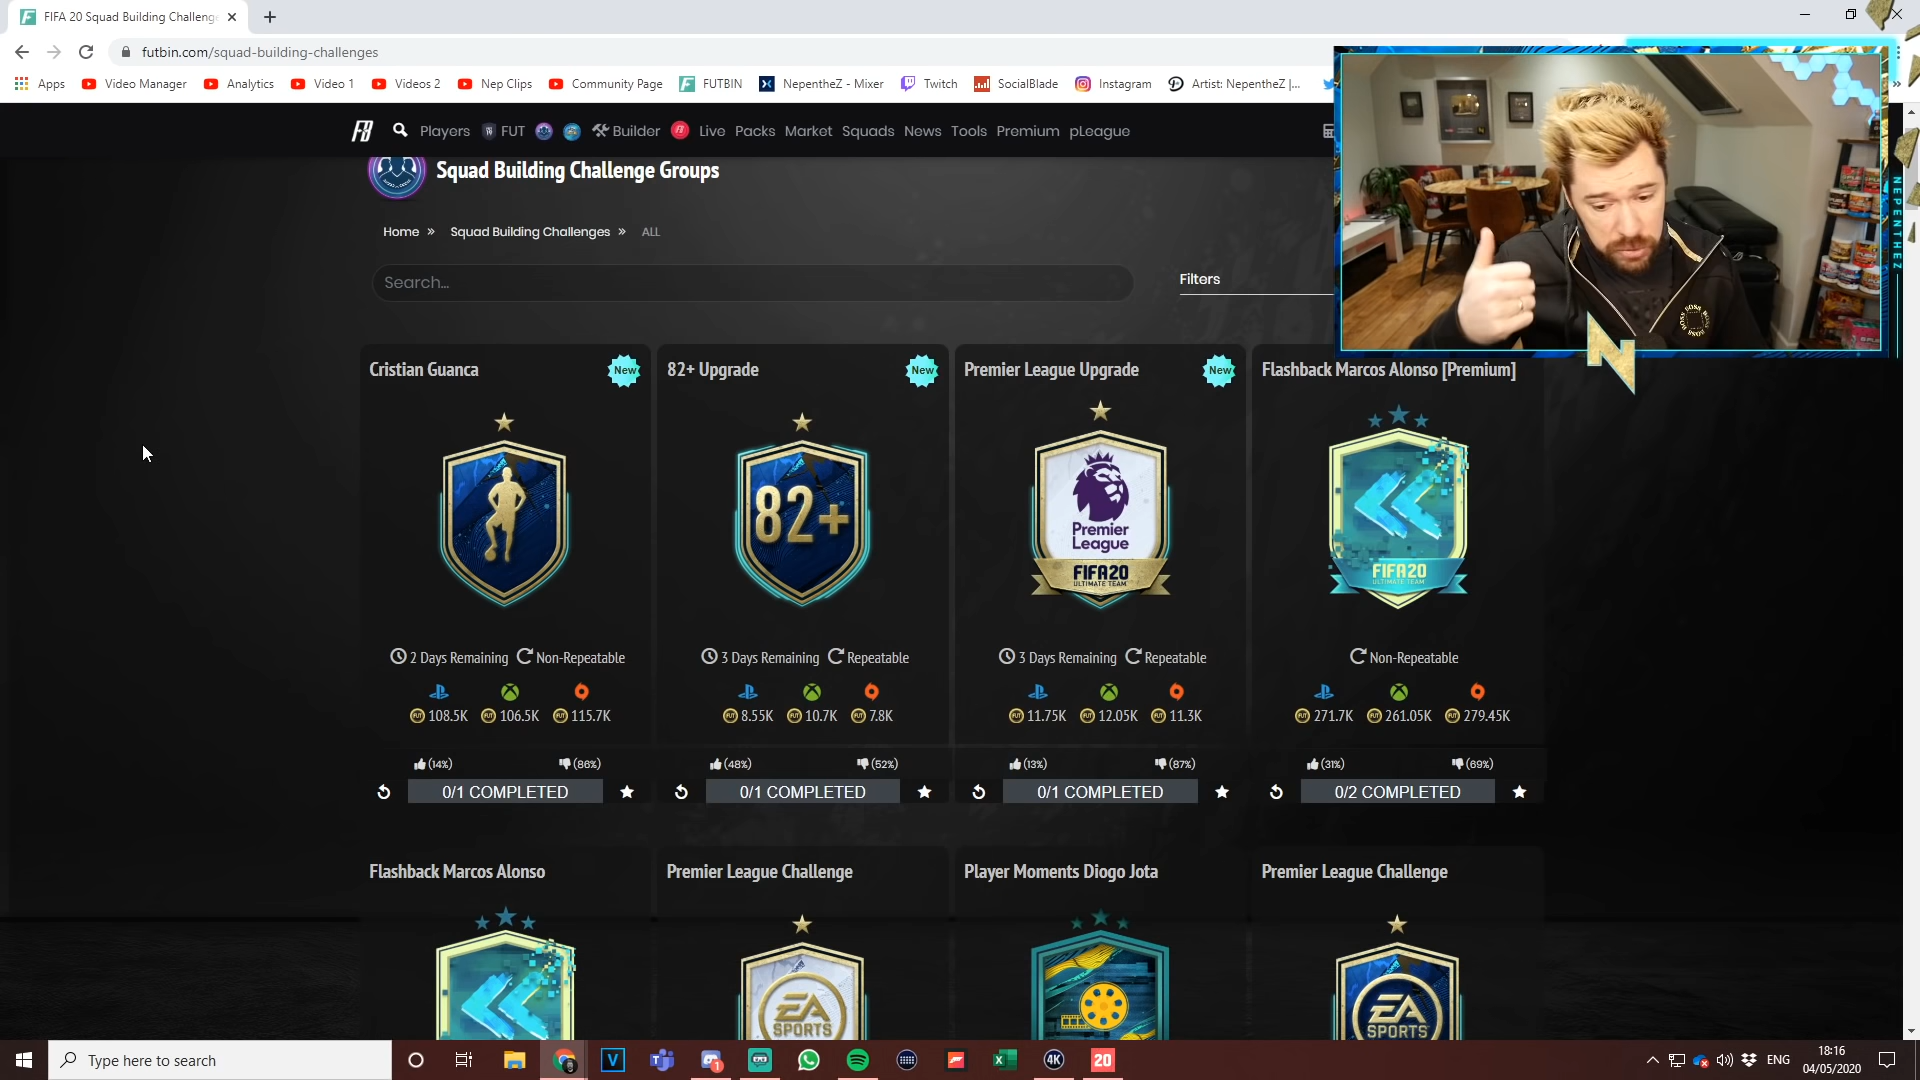 FIFA 20 Squad Building Challenge
futbin.com/squad-building-challenges
Apps Video Manager Analytics Video 1 Videos 2 Nep Clips Community Page FUTBIN NepentheZ - Mixer Twitch SocialBlade Instagram Artist: NepentheZ |...
Players FUT Builder Live Packs Market Squads News Tools Premium pLeague
Squad Building Challenge Groups
Home » Squad Building Challenges » ALL
Search...
Filters
NEPENTHEZ
N
Cristian Guanca New
82+ Upgrade New
Premier League Upgrade New
Flashback Marcos Alonso [Premium]
82+
Premier
League
FIFA20
ULTIMATE TEAM
FIFA20
ULTIMATE TEAM
2 Days Remaining Non-Repeatable
3 Days Remaining Repeatable
3 Days Remaining Repeatable
Non-Repeatable
108.5K 106.5K 115.7K
8.55K 10.7K 7.8K
11.75K 12.05K 11.3K
271.7K 261.05K 279.45K
(14%) (86%)
(48%) (52%)
(13%) (87%)
(31%) (69%)
0/1 COMPLETED
0/1 COMPLETED
0/1 COMPLETED
0/2 COMPLETED
Flashback Marcos Alonso
Premier League Challenge
Player Moments Diogo Jota
Premier League Challenge
EA
SPORTS
EA
SPORTS
Type here to search
4K
20
ENG
18:16
04/05/2020